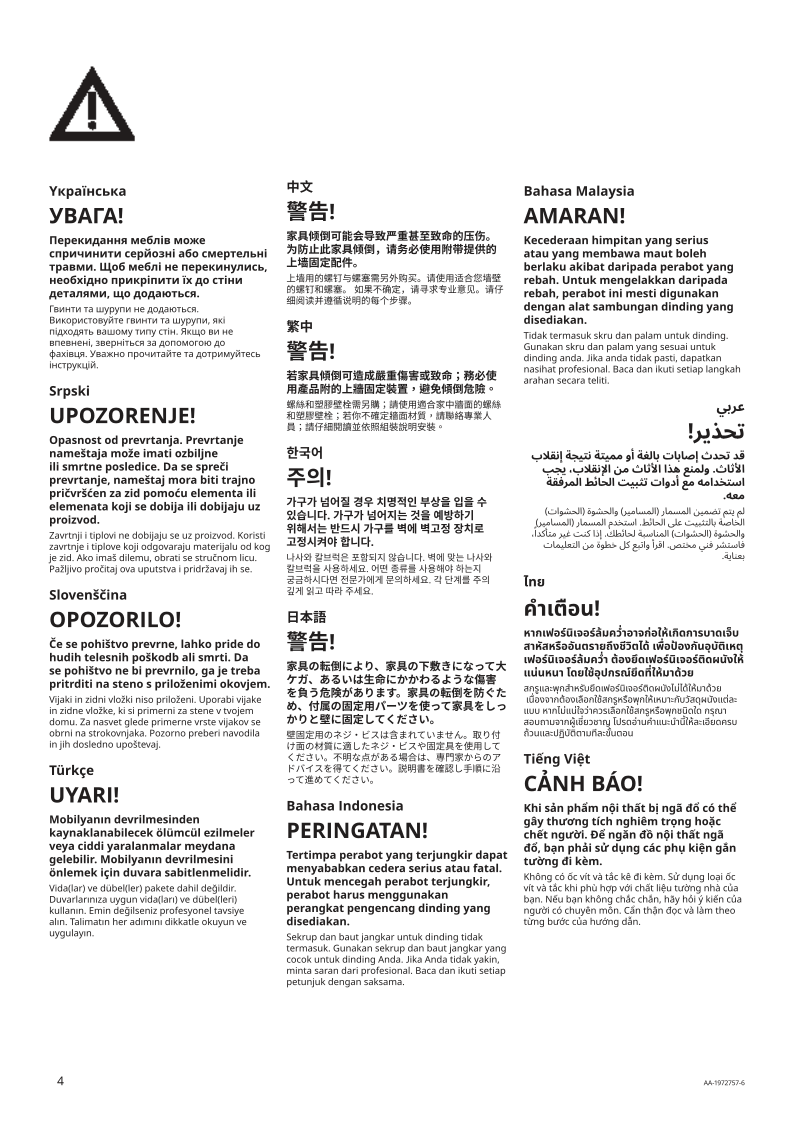 Yкраїнська
УВАГА!
Перекидання меблів може
спричинити серйозні або смертельні
травми. Щоб меблі не перекинулись,
необхідно прикріпити їх до стіни
деталями, що додаються.
Гвинти та шурупи не додаються.
Використовуйте гвинти та шурупи, які
підходять вашому типу стін. Якщо ви не
впевнені, зверніться за допомогою до
фахівця. Уважно прочитайте та дотримуйтесь
інструкцій.
Srpski
UPOZORENJE!
Opasnost od prevrtanja. Prevrtanje
nameštaja može imati ozbiljne
ili smrtne posledice. Da se spreči
prevrtanje, nameštaj mora biti trajno
pričvršćen za zid pomoću elementa ili
elemenata koji se dobija ili dobijaju uz
proizvod.
Zavrtnji i tiplovi ne dobijaju se uz proizvod. Koristi
zavrtnje i tiplove koji odgovaraju materijalu od kog
je zid. Ako imaš dilemu, obrati se stručnom licu.
Pažljivo pročitaj ova uputstva i pridržavaj ih se.
Slovenščina
OPOZORILO!
Če se pohištvo prevrne, lahko pride do
hudih telesnih poškodb ali smrti. Da
se pohištvo ne bi prevrnilo, ga je treba
pritrditi na steno s priloženimi okovjem.
Vijaki in zidni vložki niso priloženi. Uporabi vijake
in zidne vložke, ki si primerni za stene v tvojem
domu. Za nasvet glede primerne vrste vijakov se
obrni na strokovnjaka. Pozorno preberi navodila
in jih dosledno upoštevaj.
Türkçe
UYARI!
Mobilyanın devrilmesinden
kaynaklanabilecek ölümcül ezilmeler
veya ciddi yaralanmalar meydana
gelebilir. Mobilyanın devrilmesini
önlemek için duvara sabitlenmelidir.
Vida(lar) ve dübel(ler) pakete dahil değildir.
Duvarlarınıza uygun vida(ları) ve dübel(leri)
kullanın. Emin değilseniz profesyonel tavsiye
alın. Talimatın her adımını dikkatle okuyun ve
uygulayın.
中文
警告!
家具倾倒可能会导致严重甚至致命的压伤。
为防止此家具倾倒，请务必使用附带提供的
上墙固定配件。
上墙用的螺钉与螺塞需另外购买。请使用适合您墙壁
的螺钉和螺塞。 如果不确定，请寻求专业意见。请仔
细阅读并遵循说明的每个步骤。
繁中
警告!
若家具傾倒可造成嚴重傷害或致命；務必使
用產品附的上牆固定裝置，避免傾倒危險。
螺絲和塑膠壁栓需另購；請使用適合家中牆面的螺絲
和塑膠壁栓；若你不確定牆面材質，請聯絡專業人
員；請仔細閱讀並依照組裝說明安裝。
한국어
주의!
가구가 넘어질 경우 치명적인 부상을 입을 수
있습니다. 가구가 넘어지는 것을 예방하기
위해서는 반드시 가구를 벽에 벽고정 장치로
고정시켜야 합니다.
나사와 칼브럭은 포함되지 않습니다. 벽에 맞는 나사와
칼브럭을 사용하세요. 어떤 종류를 사용해야 하는지
궁금하시다면 전문가에게 문의하세요. 각 단계를 주의
깊게 읽고 따라 주세요.
日本語
警告!
家具の転倒により、家具の下敷きになって大
ケガ、あるいは生命にかかわるような傷害
を負う危険があります。家具の転倒を防ぐた
め、付属の固定用パーツを使って家具をしっ
かりと壁に固定してください。
壁固定用のネジ・ビスは含まれていません。取り付
け面の材質に適したネジ・ビスや固定具を使用して
ください。不明な点がある場合は、専門家からのア
ドバイスを得てください。説明書を確認し手順に沿
って進めてください。
Bahasa Indonesia
PERINGATAN!
Tertimpa perabot yang terjungkir dapat
menyababkan cedera serius atau fatal.
Untuk mencegah perabot terjungkir,
perabot harus menggunakan
perangkat pengencang dinding yang
disediakan.
Sekrup dan baut jangkar untuk dinding tidak
termasuk. Gunakan sekrup dan baut jangkar yang
cocok untuk dinding Anda. Jika Anda tidak yakin,
minta saran dari profesional. Baca dan ikuti setiap
petunjuk dengan saksama.
Bahasa Malaysia
AMARAN!
Kecederaan himpitan yang serius
atau yang membawa maut boleh
berlaku akibat daripada perabot yang
rebah. Untuk mengelakkan daripada
rebah, perabot ini mesti digunakan
dengan alat sambungan dinding yang
disediakan.
Tidak termasuk skru dan palam untuk dinding.
Gunakan skru dan palam yang sesuai untuk
dinding anda. Jika anda tidak pasti, dapatkan
nasihat profesional. Baca dan ikuti setiap langkah
arahan secara teliti.
عربي
تحذير!
قد تحدث إصابات بالغة أو مميتة نتيجة إنقلاب
الأثاث. ولمنع هذا الأثاث من الإنقلاب، يجب
استخدامه مع أدوات تثبيت الحائط المرفقة
معه.
لم يتم تضمين المسمار (المسامير) والحشوة (الحشوات)
الخاصة بالتثبيت على الحائط. استخدم المسمار (المسامير)
والحشوة (الحشوات) المناسبة لحائطك. إذا كنت غير متأكداً،
فاستشر فني مختص. اقرأ واتبع كل خطوة من التعليمات
بعناية.
ไทย
คำเตือน!
หากเฟอร์นิเจอร์ล้มคว่ำอาจก่อให้เกิดการบาดเจ็บ
สาหัสหรืออันตรายถึงชีวิตได้ เพื่อป้องกันอุบัติเหตุ
เฟอร์นิเจอร์ล้มคว่ำ ต้องยึดเฟอร์นิเจอร์ติดผนังให้
แน่นหนา โดยใช้อุปกรณ์ยึดที่ให้มาด้วย
สกรูและพุกสำหรับยึดเฟอร์นิเจอร์ติดผนังไม่ได้ให้มาด้วย
เนื่องจากต้องเลือกใช้สกรูหรือพุกให้เหมาะกับวัสดุผนังแต่ละ
แบบ หากไม่แน่ใจว่าควรเลือกใช้สกรูหรือพุกชนิดใด กรุณา
สอบถามจากผู้เชี่ยวชาญ โปรดอ่านคำแนะนำนี้ให้ละเอียดครบ
ถ้วนและปฏิบัติตามทีละขั้นตอน
Tiếng Việt
CẢNH BÁO!
Khi sản phẩm nội thất bị ngã đổ có thể
gây thương tích nghiêm trọng hoặc
chết người. Để ngăn đồ nội thất ngã
đổ, bạn phải sử dụng các phụ kiện gắn
tường đi kèm.
Không có ốc vít và tắc kê đi kèm. Sử dụng loại ốc
vít và tắc khi phù hợp với chất liệu tường nhà của
bạn. Nếu bạn không chắc chắn, hãy hỏi ý kiến của
người có chuyên môn. Cẩn thận đọc và làm theo
từng bước của hướng dẫn.
4
AA-1972757-6